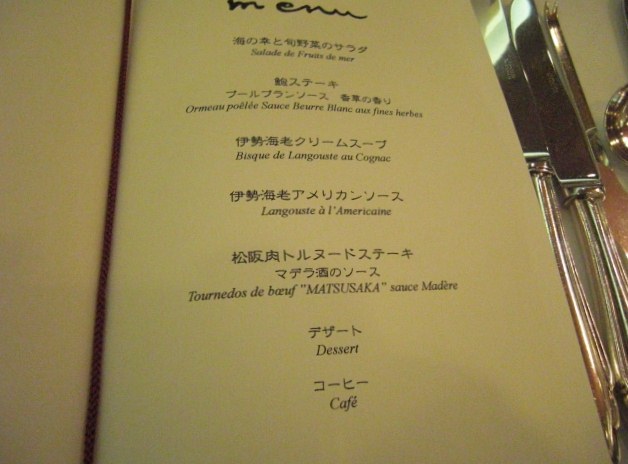 menu
海の幸と旬野菜のサラダ
Salade de Fruits de mer
鮑ステーキ
ブールブランソース 香草の香り
Ormeau poêlée Sauce Beurre Blanc aux fines herbes
伊勢海老クリームスープ
Bisque de Langouste au Cognac
伊勢海老アメリカンソース
Langouste à l'Americaine
松阪肉トルヌードステーキ
マデラ酒のソース
Tournedos de bœuf "MATSUSAKA" sauce Madère
デザート
Dessert
コーヒー
Café